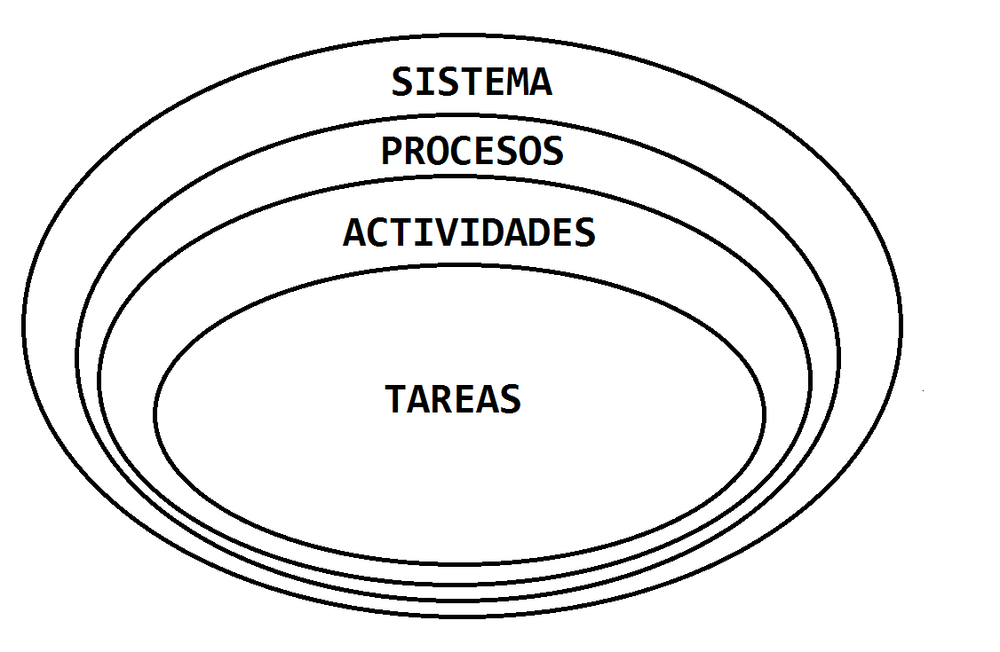 SISTEMA
PROCESOS
ACTIVIDADES
TAREAS